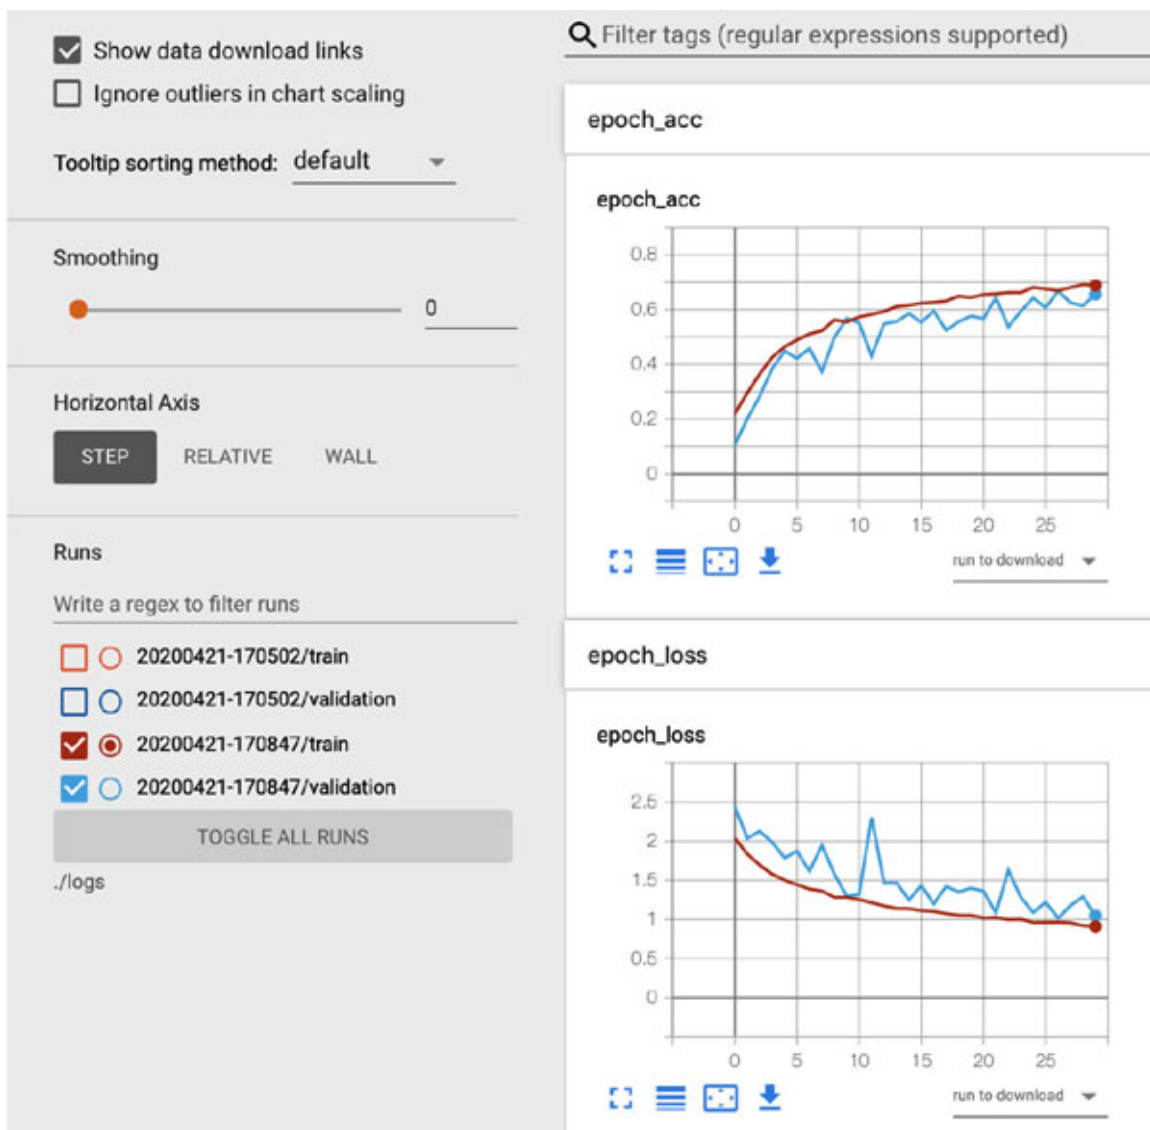 Show data download links
Ignore outliers in chart scaling
Tooltip sorting method: default
Smoothing
0
Horizontal Axis
STEP RELATIVE WALL
Runs
Write a regex to filter runs
20200421-170502/train
20200421-170502/validation
20200421-170847/train
20200421-170847/validation
TOGGLE ALL RUNS
./logs
Filter tags (regular expressions supported)
epoch_acc
epoch_acc
0.8
0.6
0.4
0.2
0
0 5 10 15 20 25
run to download
epoch_loss
epoch_loss
2.5
2
1.5
1
0.5
0
0 5 10 15 20 25
run to download